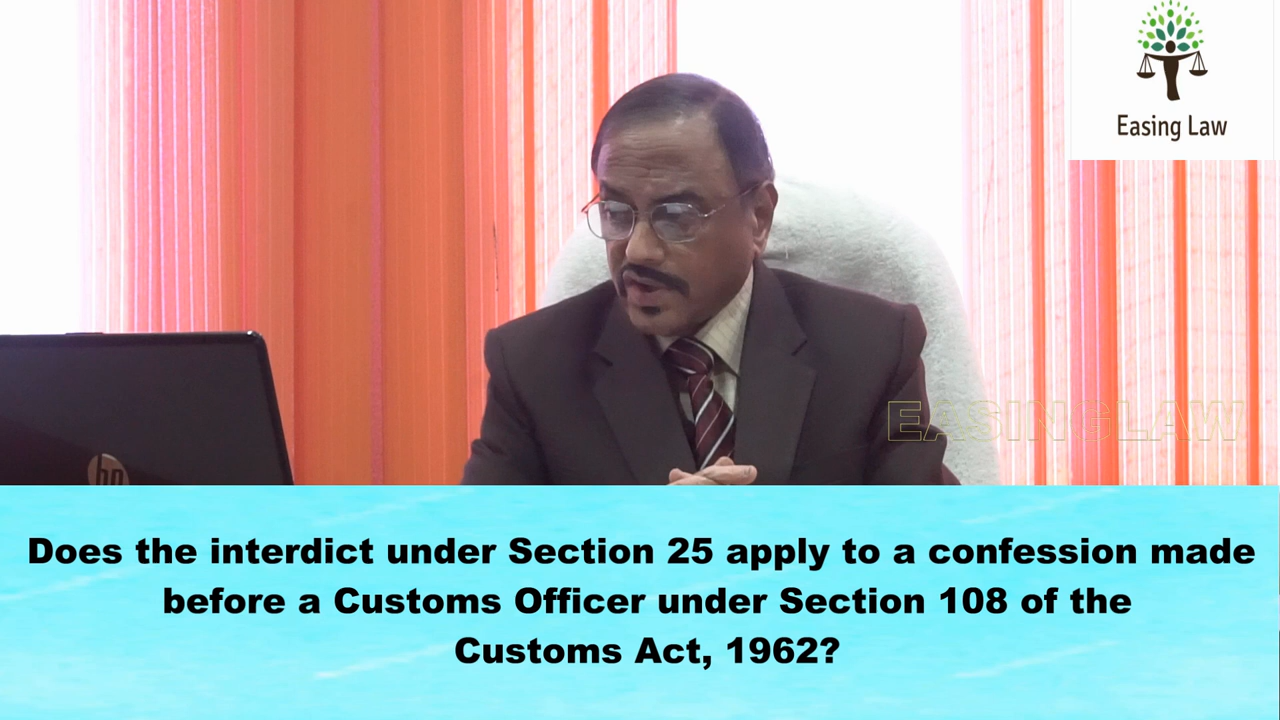 Easing Law
EASINGLAW
hp
Does the interdict under Section 25 apply to a confession made
before a Customs Officer under Section 108 of the
Customs Act, 1962?